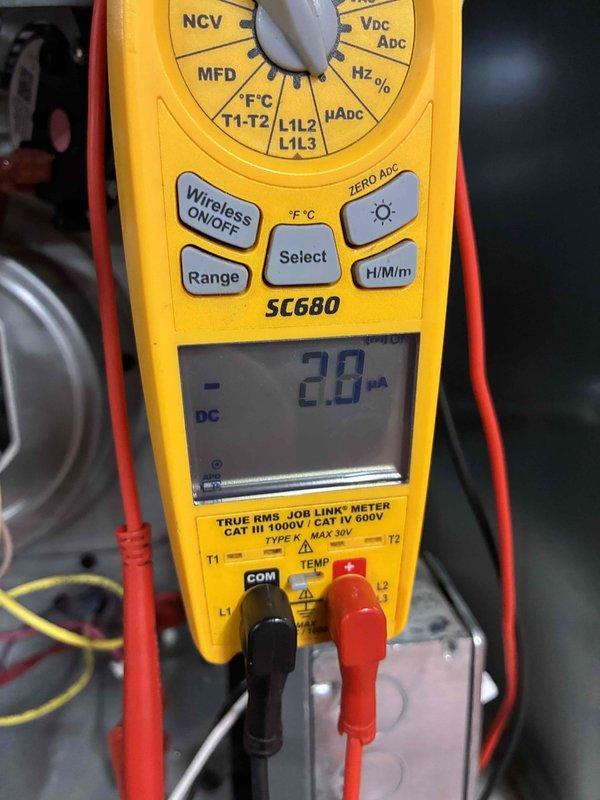 NCV
VDC
ADC
MFD
Hz %
°F°C
T1-T2
L1L2
L1L3
µADC
ZERO ADC
Wireless
ON/OFF
°F °C
Select
Range
H/M/m
SC680
- 2.8 µA
DC
APO
TRUE RMS JOB LINK® METER
CAT III 1000V / CAT IV 600V
TYPE K MAX 30V
T1
T2
TEMP
COM
+
L1
L2
L3
MAX